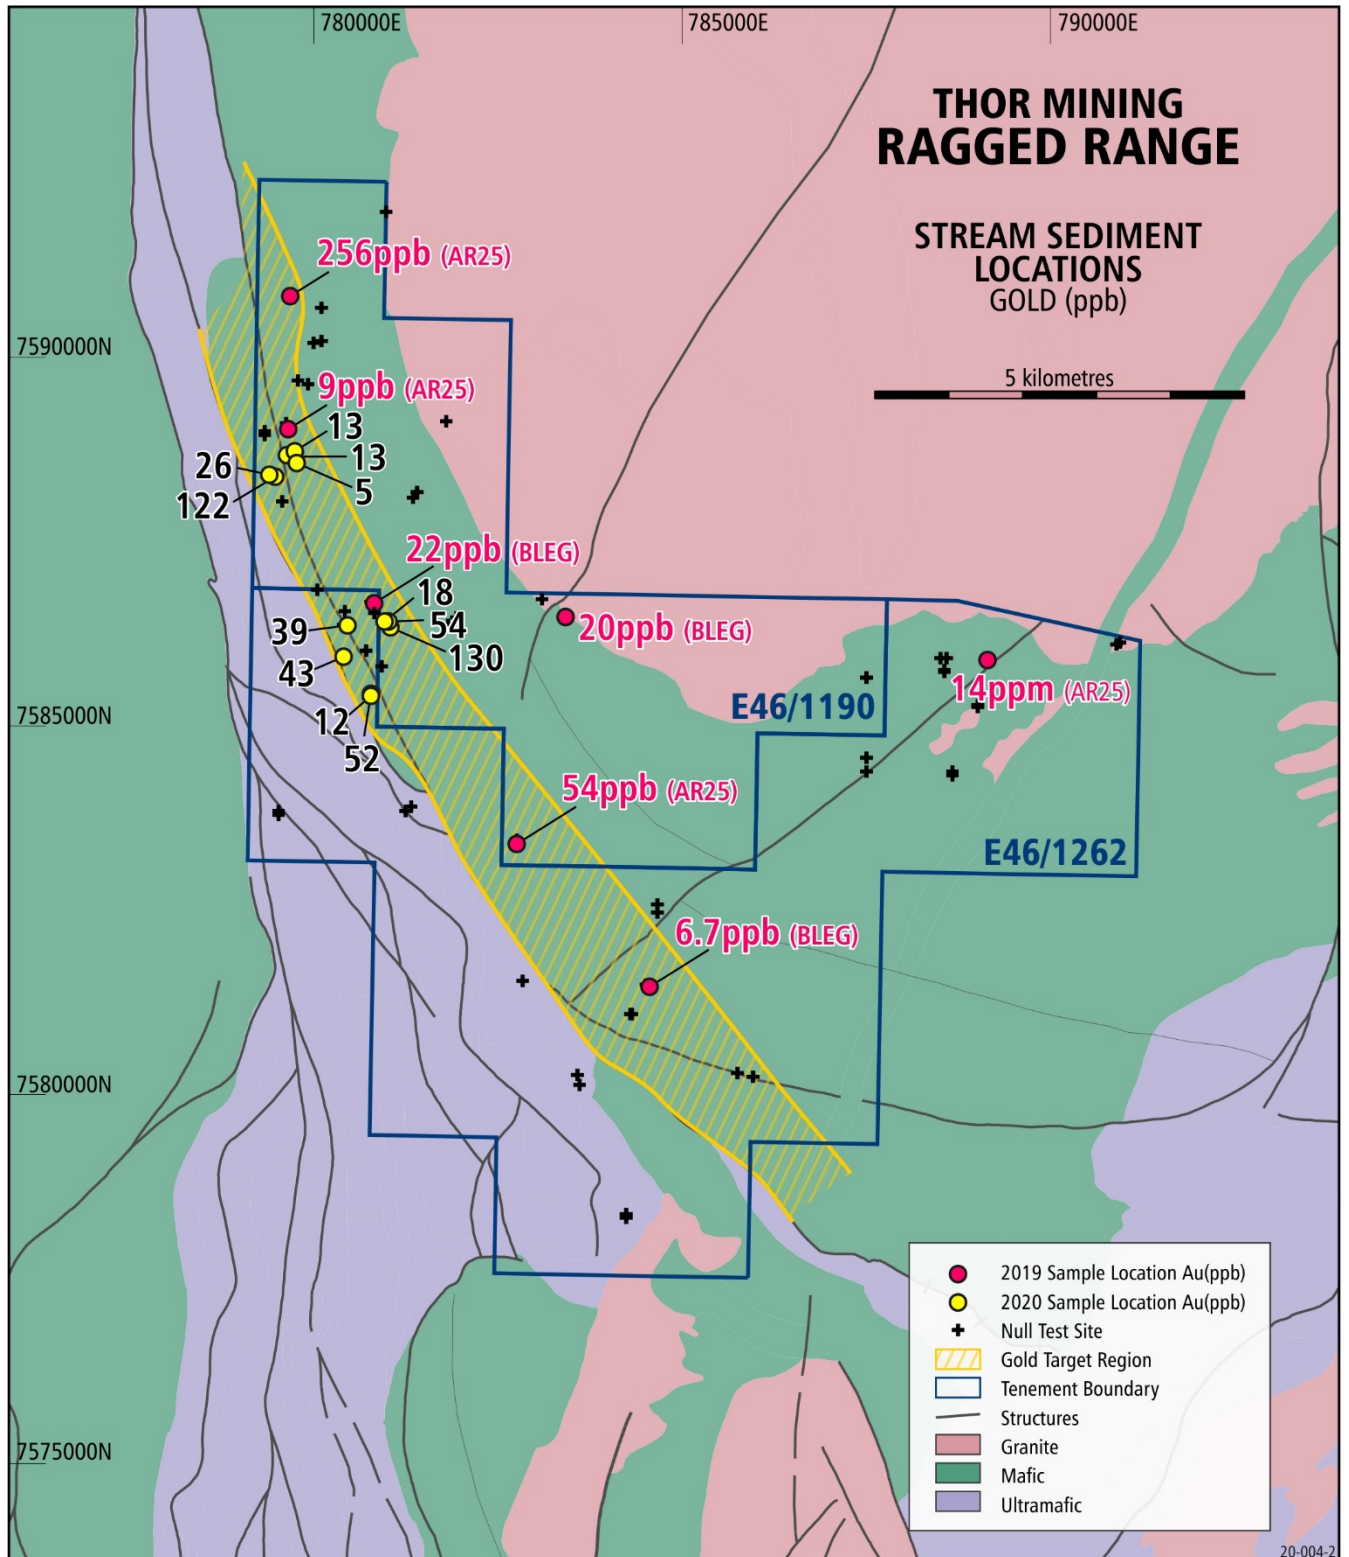 780000E
785000E
790000E
THOR MINING
RAGGED RANGE
STREAM SEDIMENT
LOCATIONS
GOLD (ppb)
5 kilometres
256ppb (AR25)
7590000N
9ppb (AR25)
13
13
5
26
122
22ppb (BLEG)
18
54
130
39
43
20ppb (BLEG)
14ppm (AR25)
E46/1190
7585000N
12
52
54ppb (AR25)
E46/1262
6.7ppb (BLEG)
7580000N
7575000N
2019 Sample Location Au(ppb)
2020 Sample Location Au(ppb)
Null Test Site
Gold Target Region
Tenement Boundary
Structures
Granite
Mafic
Ultramafic
20-004-2